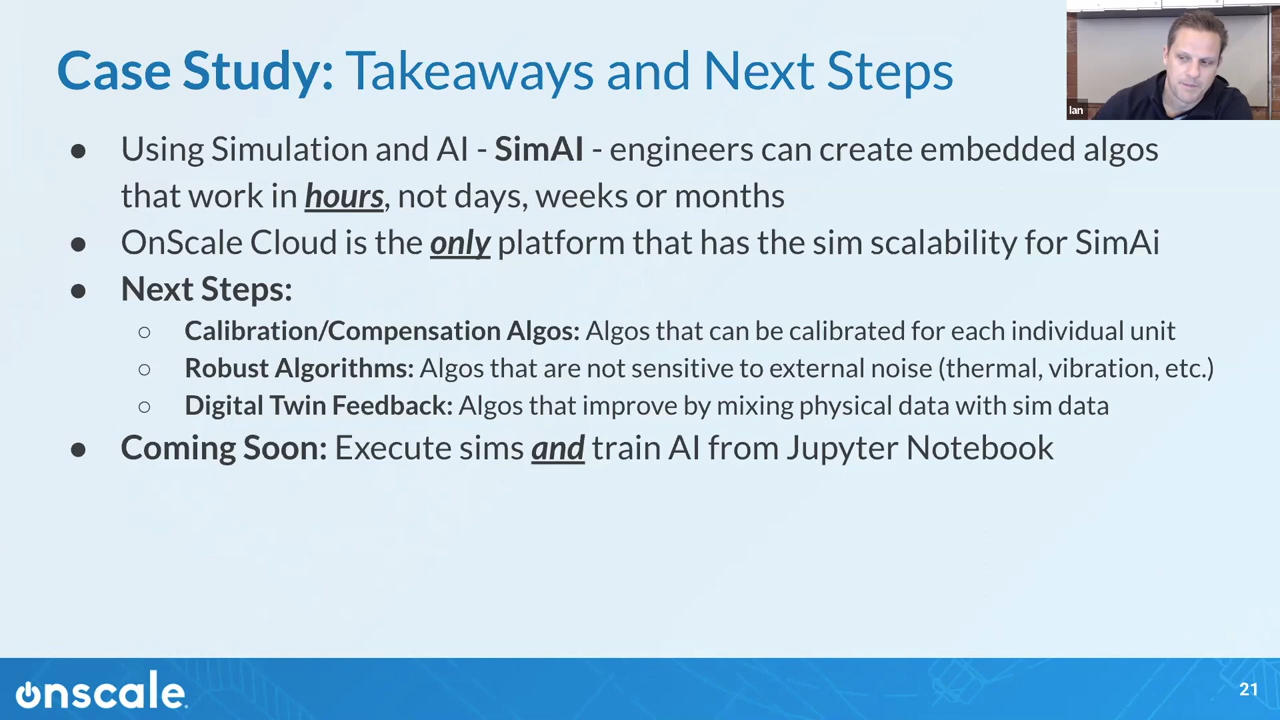 Case Study: Takeaways and Next Steps
Ian
● Using Simulation and AI - SimAI - engineers can create embedded algos
that work in hours, not days, weeks or months
● OnScale Cloud is the only platform that has the sim scalability for SimAi
● Next Steps:
○ Calibration/Compensation Algos: Algos that can be calibrated for each individual unit
○ Robust Algorithms: Algos that are not sensitive to external noise (thermal, vibration, etc.)
○ Digital Twin Feedback: Algos that improve by mixing physical data with sim data
● Coming Soon: Execute sims and train AI from Jupyter Notebook
onscale
21